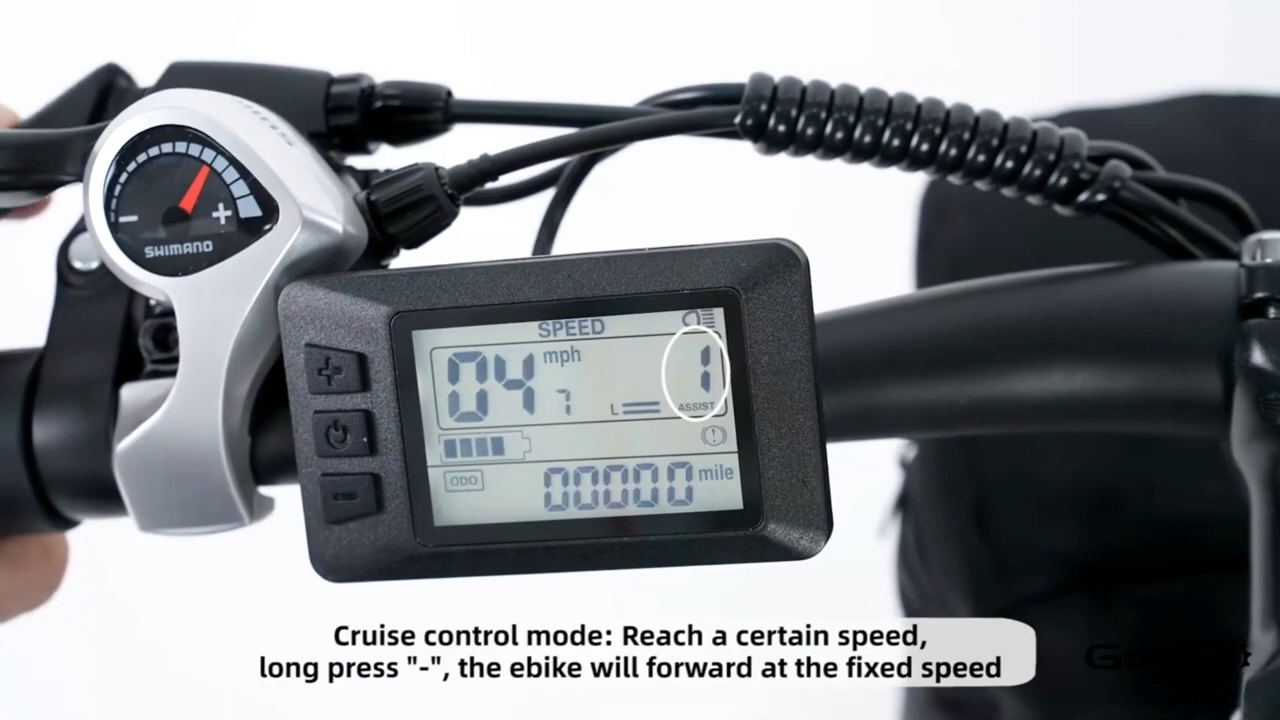 SHIMANO
SPEED
04 7 mph
1
L
ASSIST
ODO
00000 mile
Cruise control mode: Reach a certain speed,
long press "-", the ebike will forward at the fixed speed